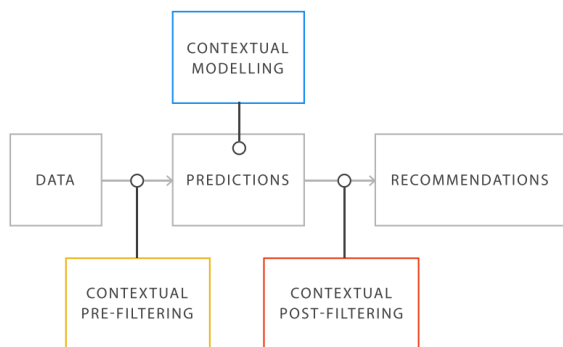 CONTEXTUAL
MODELLING
DATA
PREDICTIONS
RECOMMENDATIONS
CONTEXTUAL
PRE-FILTERING
CONTEXTUAL
POST-FILTERING